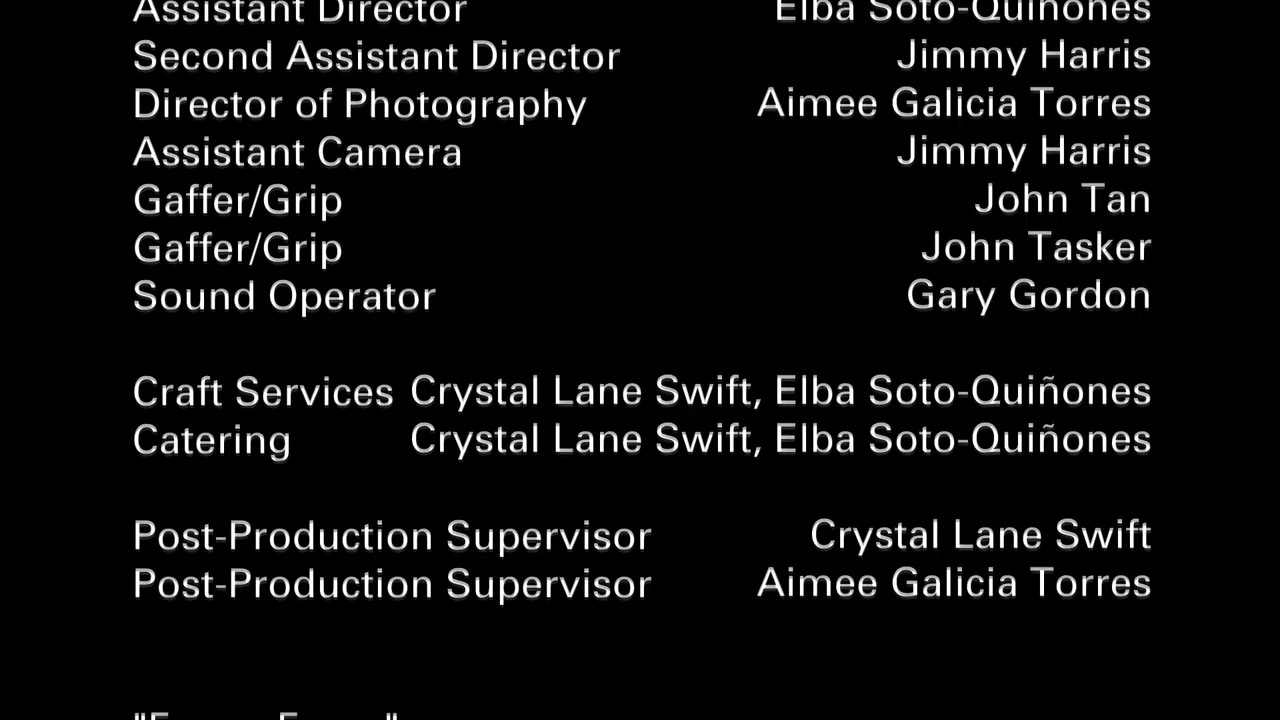 Assistant Director Elba Soto-Quiñones
Second Assistant Director Jimmy Harris
Director of Photography Aimee Galicia Torres
Assistant Camera Jimmy Harris
Gaffer/Grip John Tan
Gaffer/Grip John Tasker
Sound Operator Gary Gordon
Craft Services Crystal Lane Swift, Elba Soto-Quiñones
Catering Crystal Lane Swift, Elba Soto-Quiñones
Post-Production Supervisor Crystal Lane Swift
Post-Production Supervisor Aimee Galicia Torres